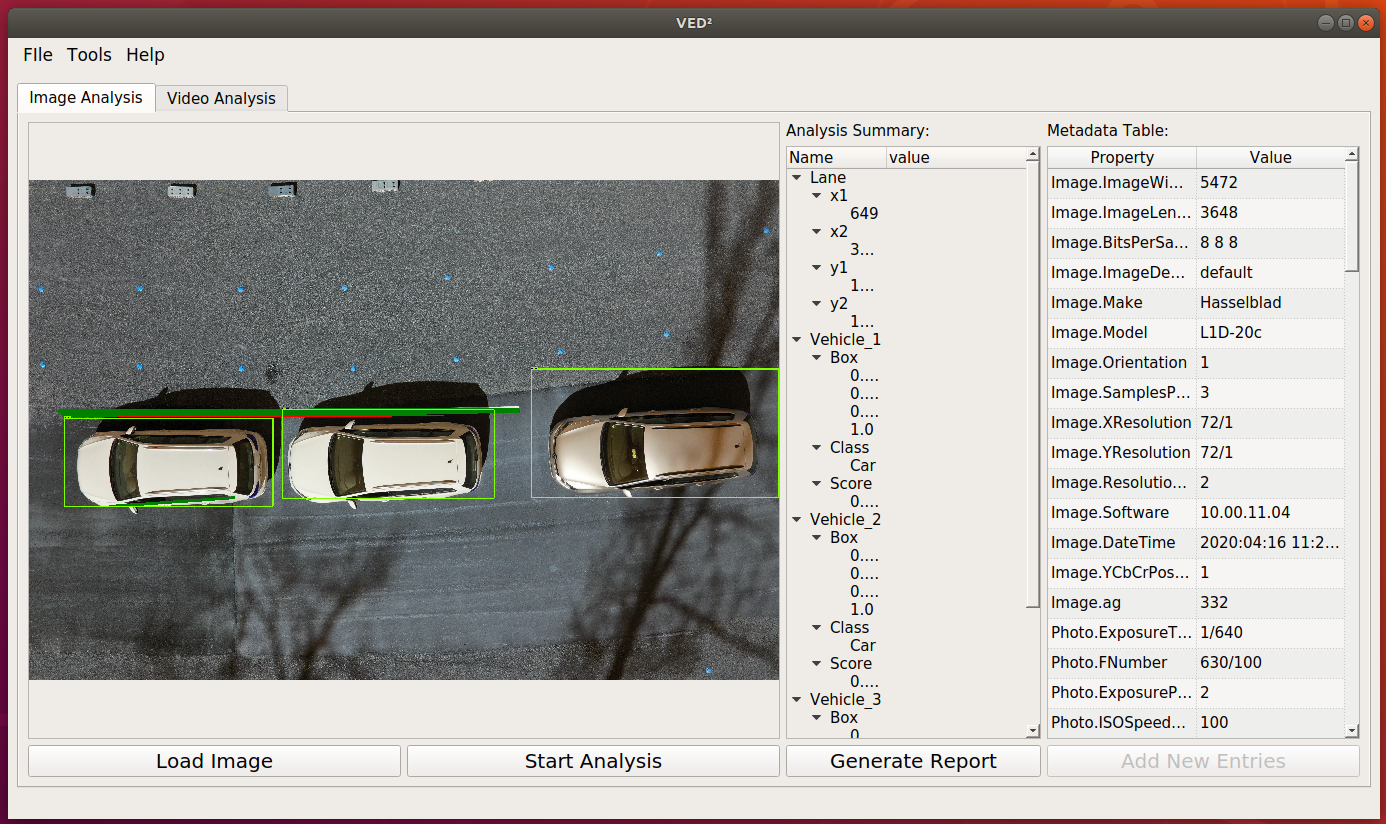 VED²
FIle Tools Help
Image Analysis Video Analysis
Analysis Summary:
Name value
Lane
x1
649
x2
3...
y1
1...
y2
1...
Vehicle_1
Box
0....
0....
0....
1.0
Class
Car
Score
0....
Vehicle_2
Box
0....
0....
0....
1.0
Class
Car
Score
0....
Vehicle_3
Box
Metadata Table:
Property Value
Image.ImageWi... 5472
Image.ImageLen... 3648
Image.BitsPerSa... 8 8 8
Image.ImageDe... default
Image.Make Hasselblad
Image.Model L1D-20c
Image.Orientation 1
Image.SamplesP... 3
Image.XResolution 72/1
Image.YResolution 72/1
Image.Resolutio... 2
Image.Software 10.00.11.04
Image.DateTime 2020:04:16 11:2...
Image.YCbCrPos... 1
Image.ag 332
Photo.ExposureT... 1/640
Photo.FNumber 630/100
Photo.ExposureP... 2
Photo.ISOSpeed... 100
Load Image Start Analysis Generate Report Add New Entries